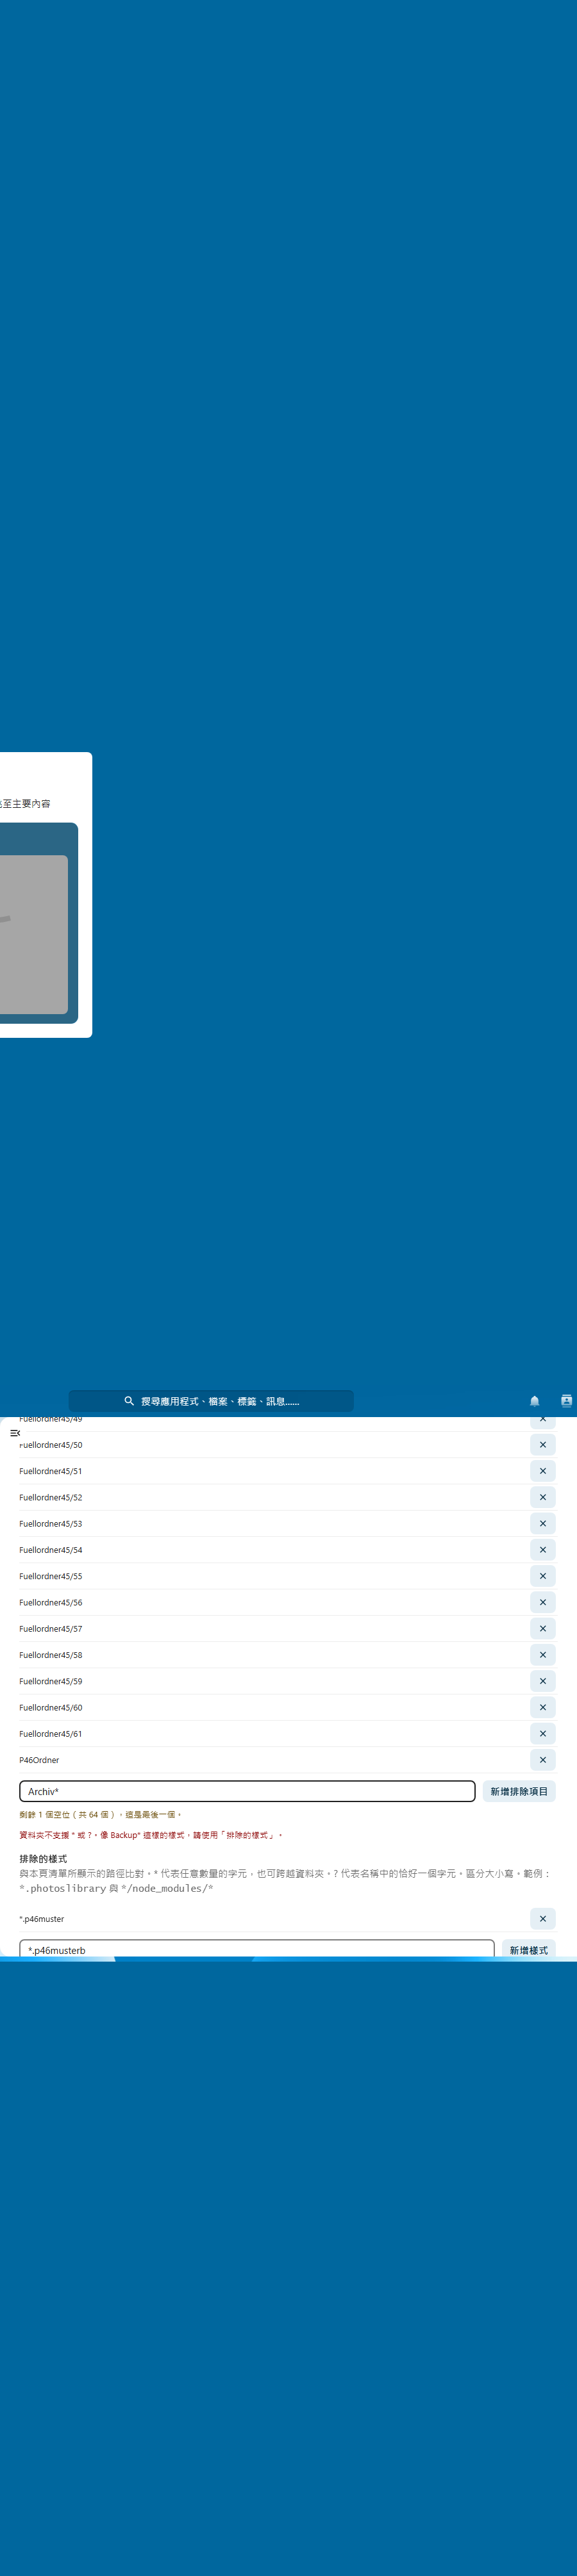 至主要內容
搜尋應用程式、檔案、標籤、訊息……
Fuellordner45/49
Fuellordner45/50
Fuellordner45/51
Fuellordner45/52
Fuellordner45/53
Fuellordner45/54
Fuellordner45/55
Fuellordner45/56
Fuellordner45/57
Fuellordner45/58
Fuellordner45/59
Fuellordner45/60
Fuellordner45/61
P46Ordner
Archiv* 新增排除項目
剩餘 1 個空位（共 64 個）。這是最後一個。
資料夾不支援 * 或 ?。像 Backup* 這樣的樣式，請使用「排除的樣式」。
排除的樣式
與本頁清單所顯示的路徑比對。* 代表任意數量的字元，也可跨越資料夾。? 代表名稱中的恰好一個字元。區分大小寫。範例：
*.photoslibrary 與 */node_modules/*
*.p46muster
*.p46musterb 新增樣式